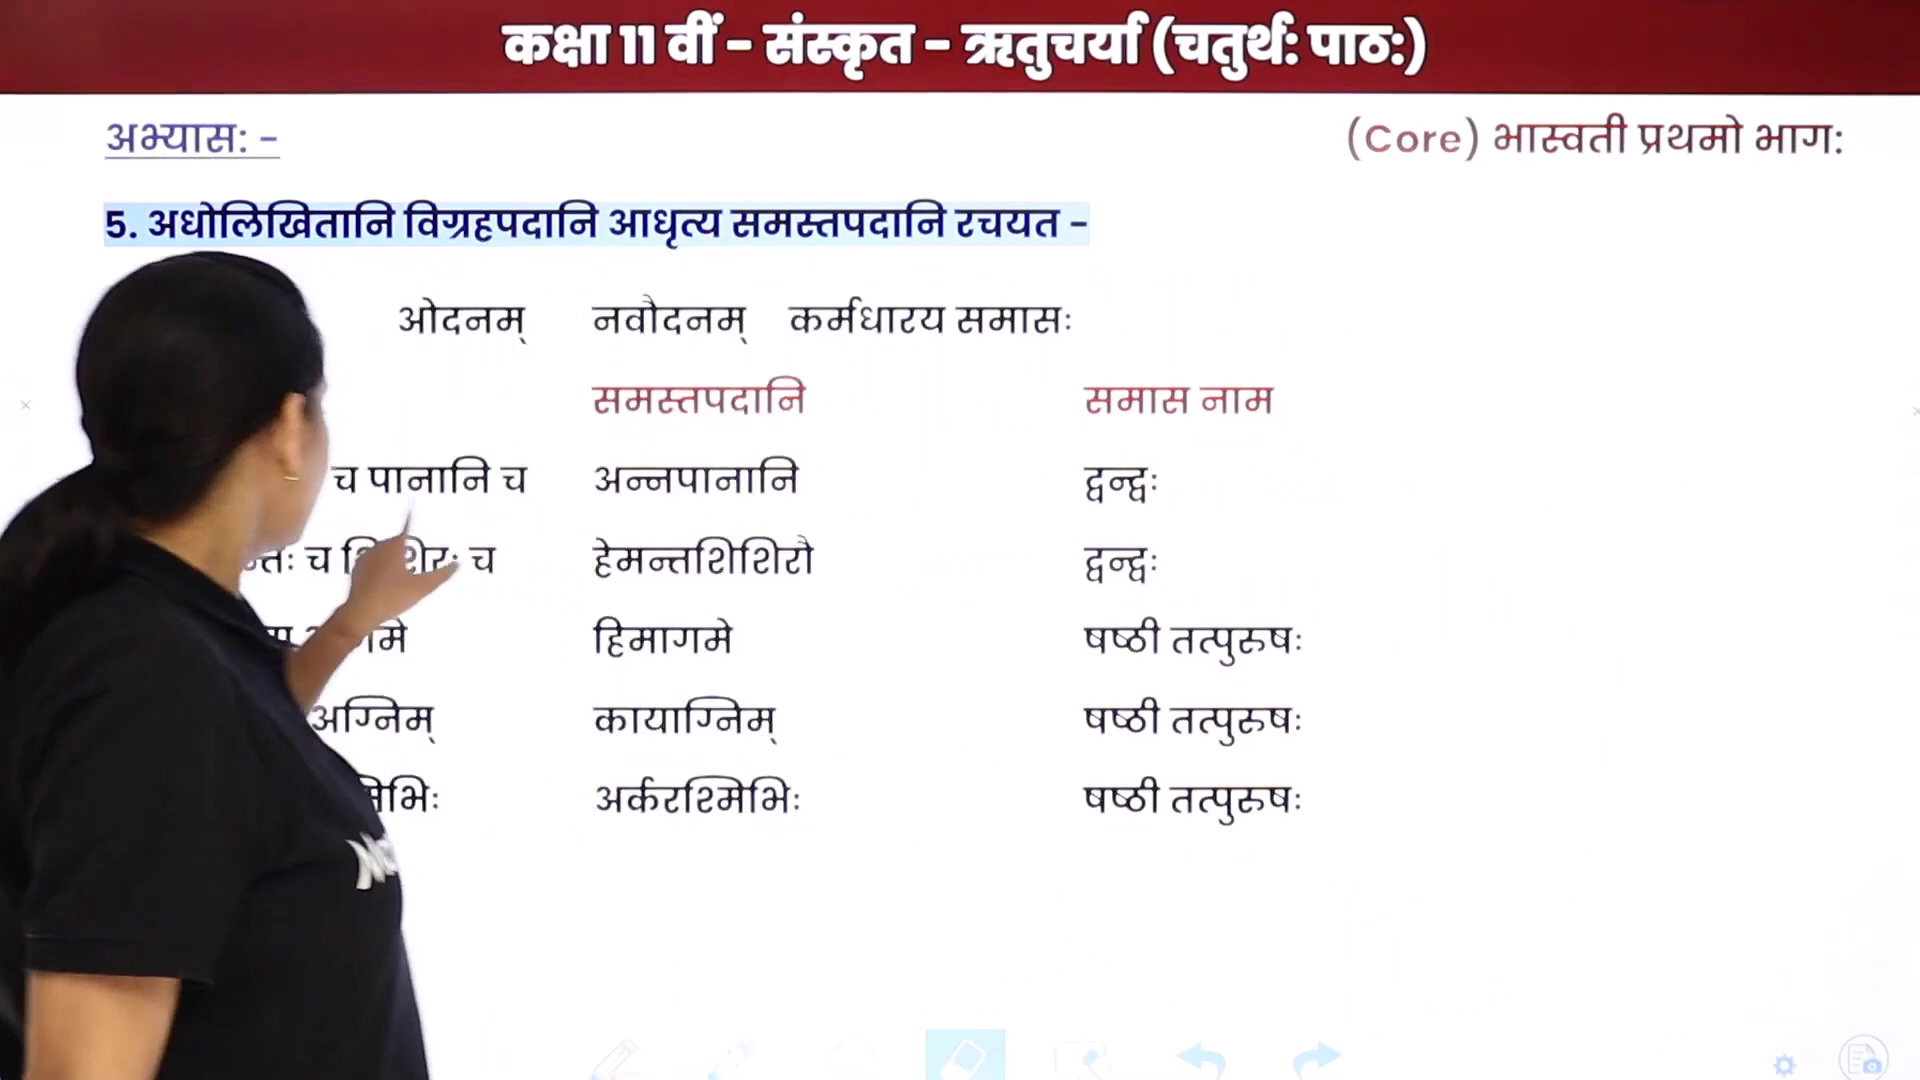 कक्षा 11 वीं - संस्कृत - ऋतुचर्या (चतुर्थ: पाठ:)
अभ्यास: -
(Core) भास्वती प्रथमो भाग:
5. अधोलिखितानि विग्रहपदानि आधृत्य समस्तपदानि रचयत -
ओदनम् नवौदनम् कर्मधारय समासः
समस्तपदानि समास नाम
च पानानि च अन्नपानानि द्वन्द्वः
च च हेमन्तशिशिरौ द्वन्द्वः
हिमागमे षष्ठी तत्पुरुषः
अग्निम् कायाग्निम् षष्ठी तत्पुरुषः
अर्करश्मिभिः षष्ठी तत्पुरुषः